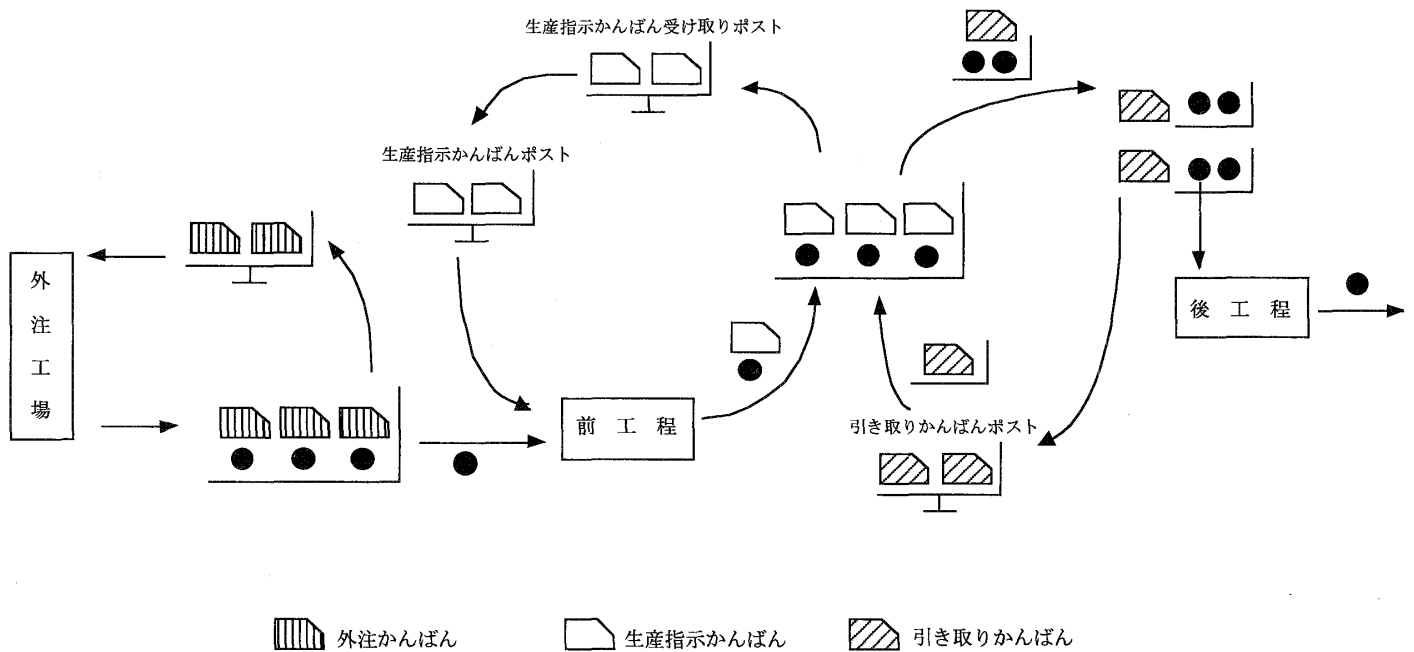 生産指示かんばん受け取りポスト
生産指示かんばんポスト
外注工場
前工程
後工程
引き取りかんばんポスト
外注かんばん
生産指示かんばん
引き取りかんばん